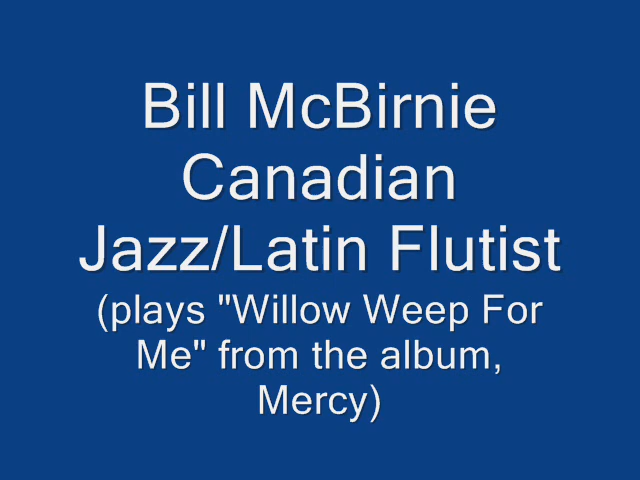 Bill McBirnie
Canadian
Jazz/Latin Flutist
(plays "Willow Weep For
Me" from the album,
Mercy)